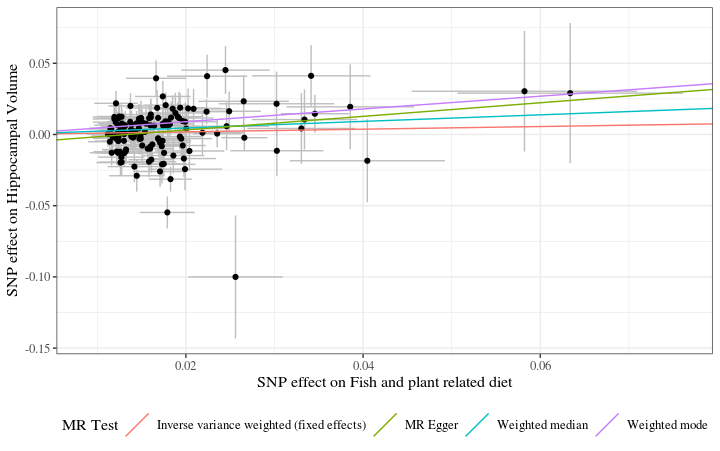 SNP effect on Hippocampal Volume
0.05
0.00
-0.05
-0.10
-0.15
0.02 0.04 0.06
SNP effect on Fish and plant related diet
MR Test Inverse variance weighted (fixed effects) MR Egger Weighted median Weighted mode